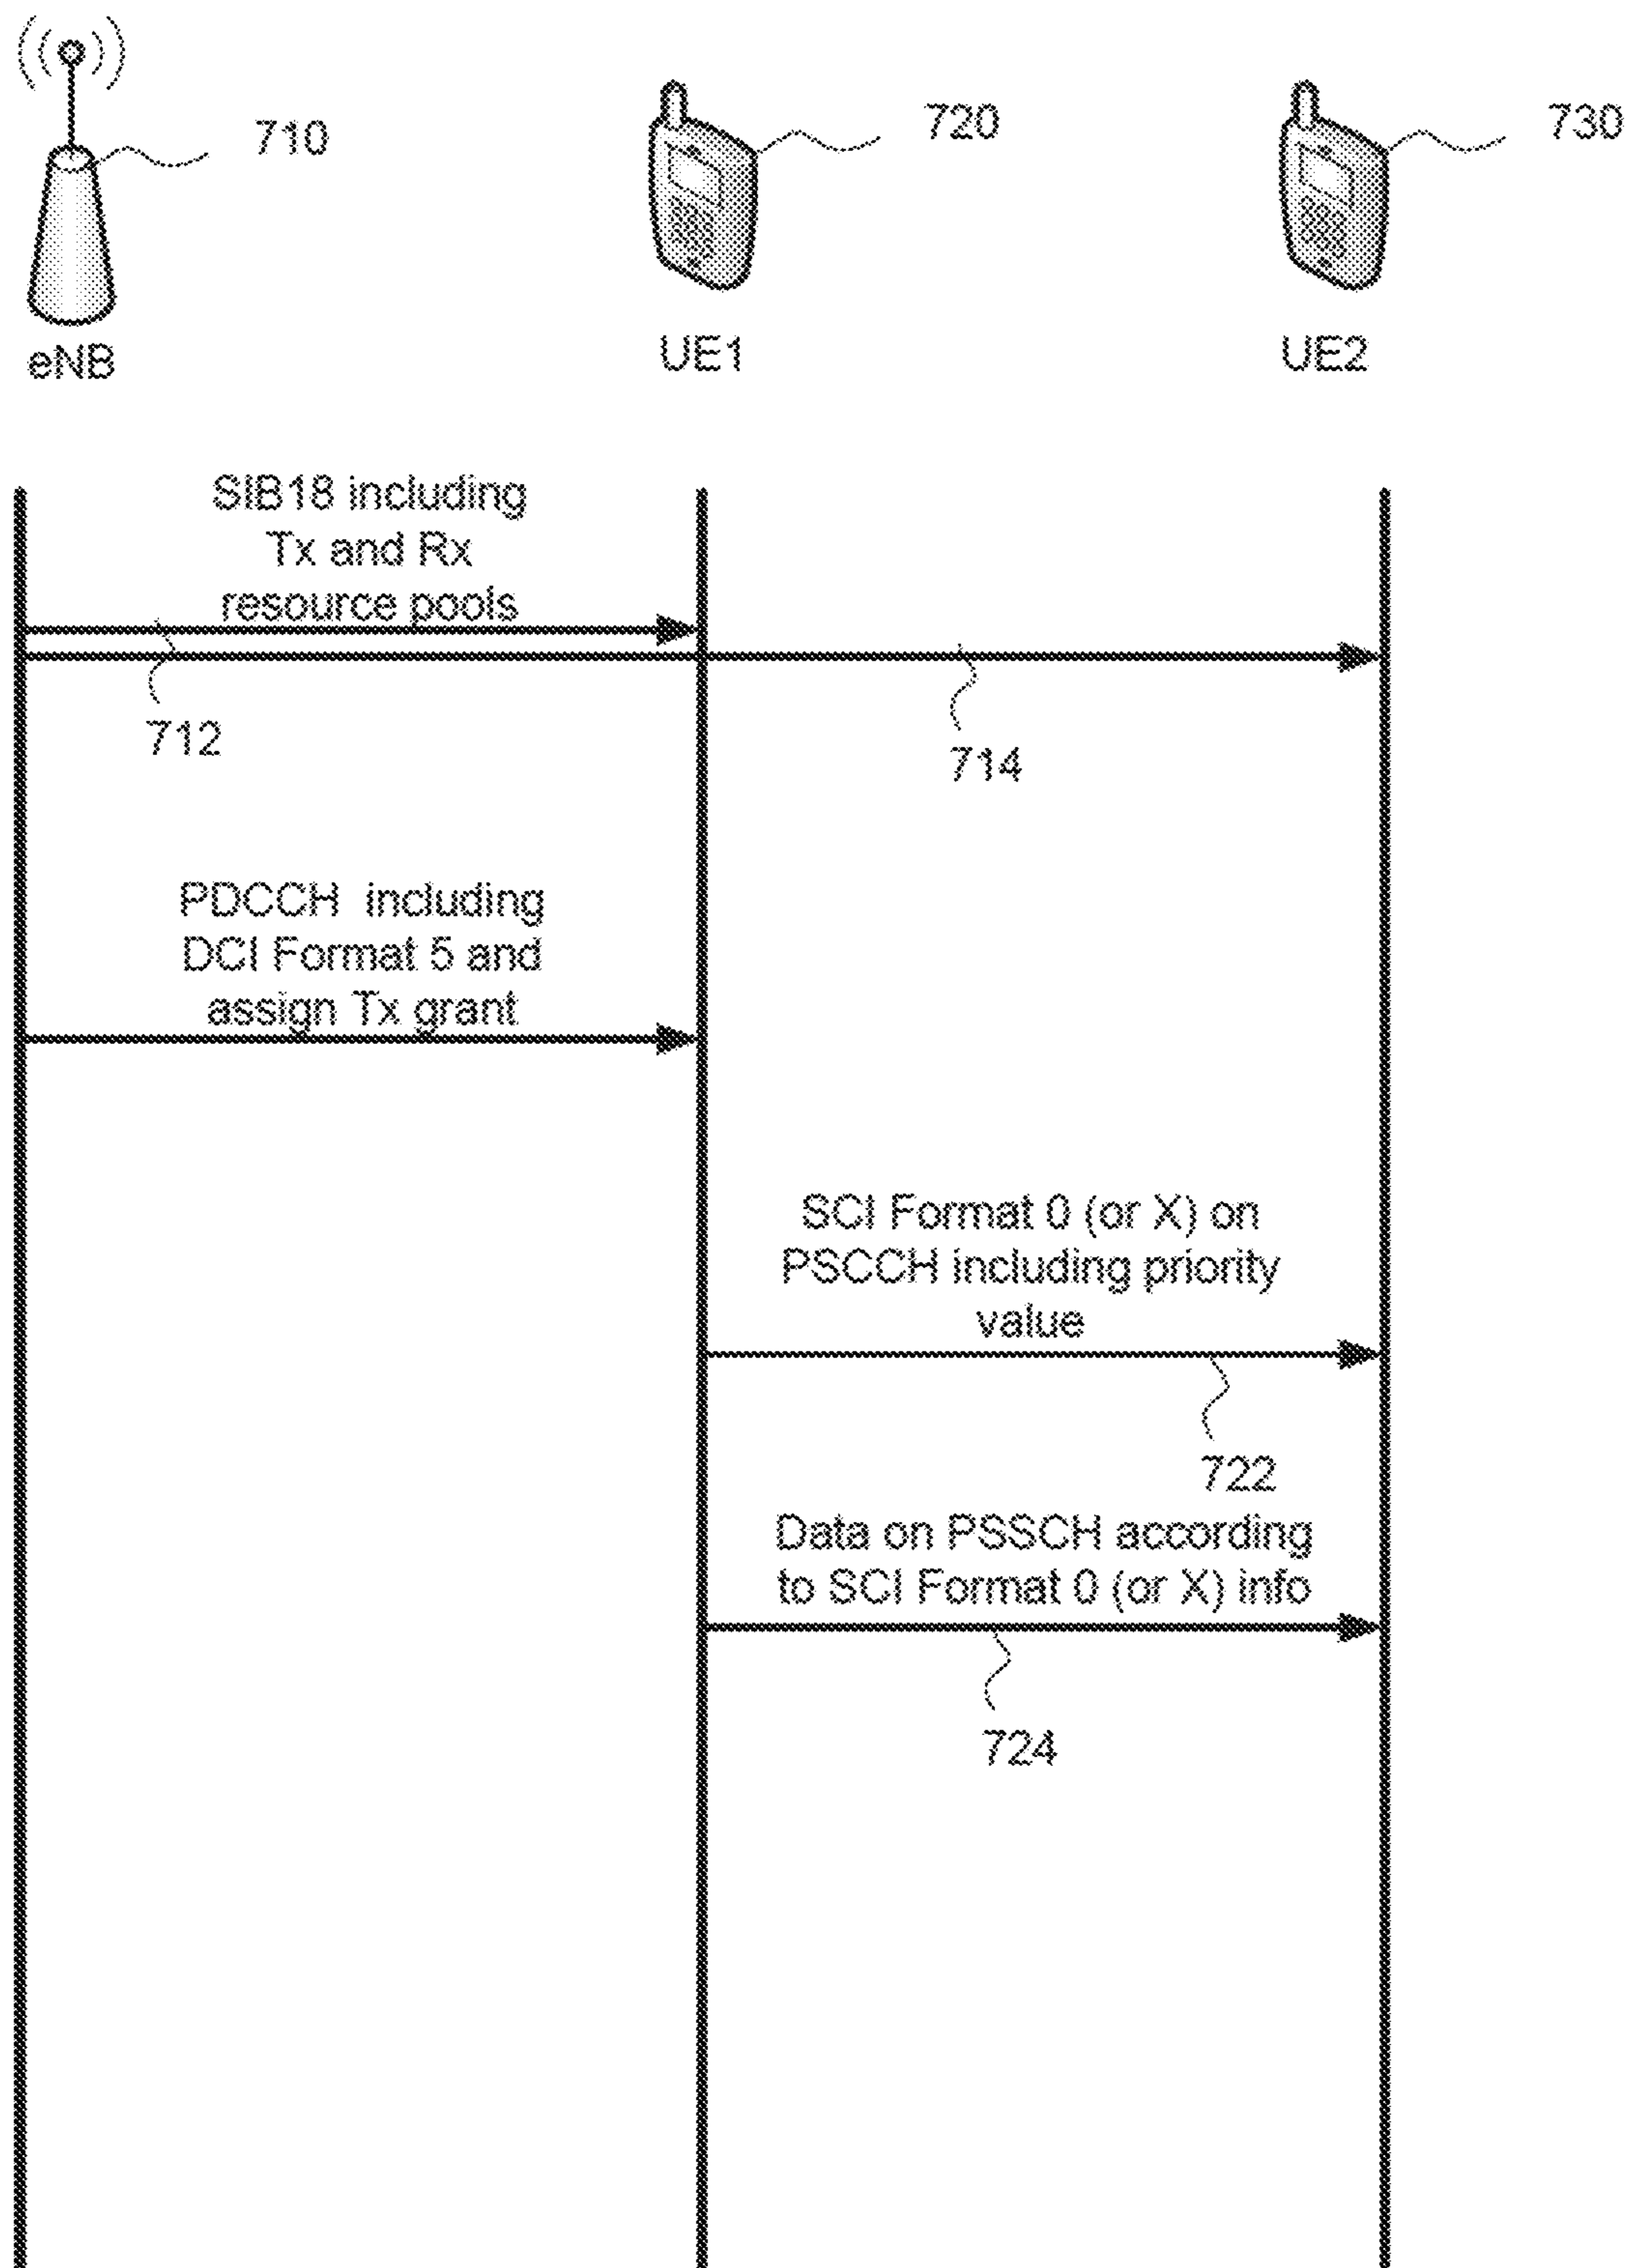 710
720
730
eNB
UE1
UE2
SIB18 including
Tx and Rx
resource pools
712
714
PDCCH including
DCI Format 5 and
assign Tx grant
SCI Format 0 (or X) on
PSCCH including priority
value
722
Data on PSSCH according
to SCI Format 0 (or X) info
724